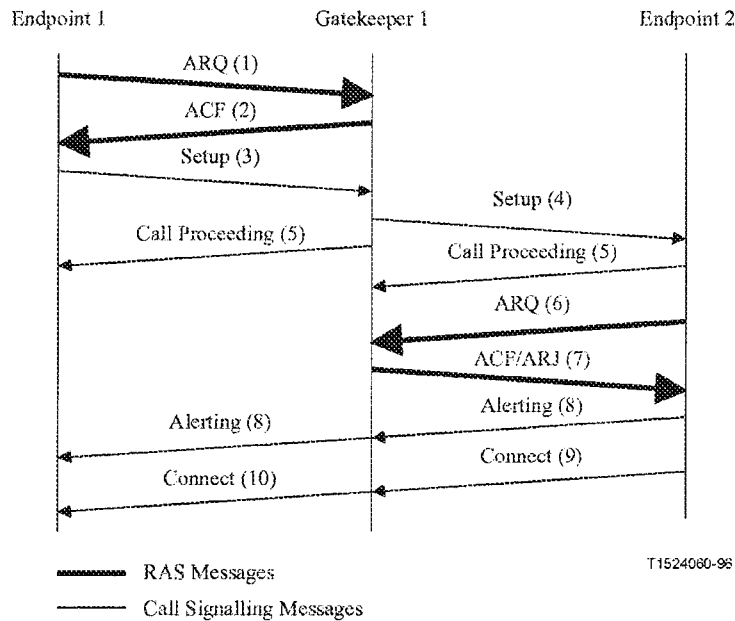 Endpoint 1 Gatekeeper 1 Endpoint 2
ARQ (1)
ACF (2)
Setup (3)
Setup (4)
Call Proceeding (5)
Call Proceeding (5)
ARQ (6)
ACF/ARJ (7)
Alerting (8)
Alerting (8)
Connect (9)
Connect (10)
T1524060-96
RAS Messages
Call Signalling Messages